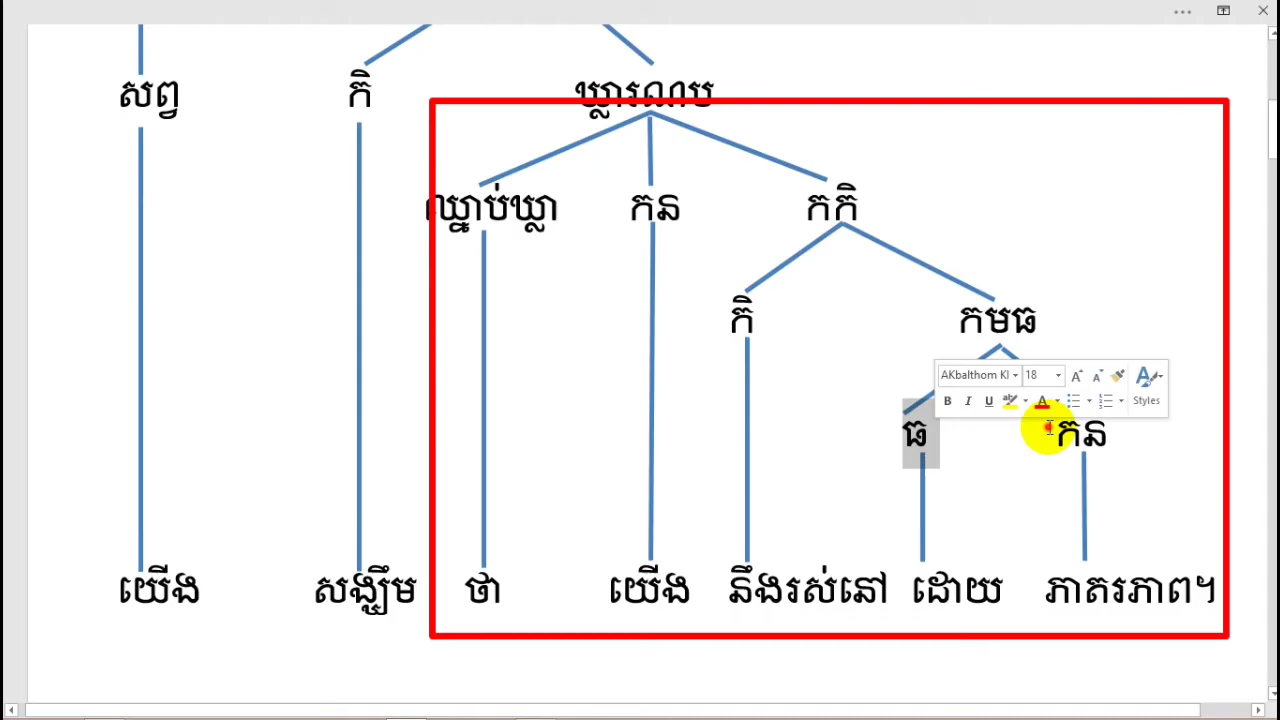 សព្វ កិ ឃ្លារណប
ឈ្នាប់ឃ្លា កន កកិ
កិ កមធ
AKbalthom Kl 18
B I U Styles
ធ កន
យើង សង្ឃឹម ថា យើង នឹងរស់នៅ ដោយ ភាតរភាព។